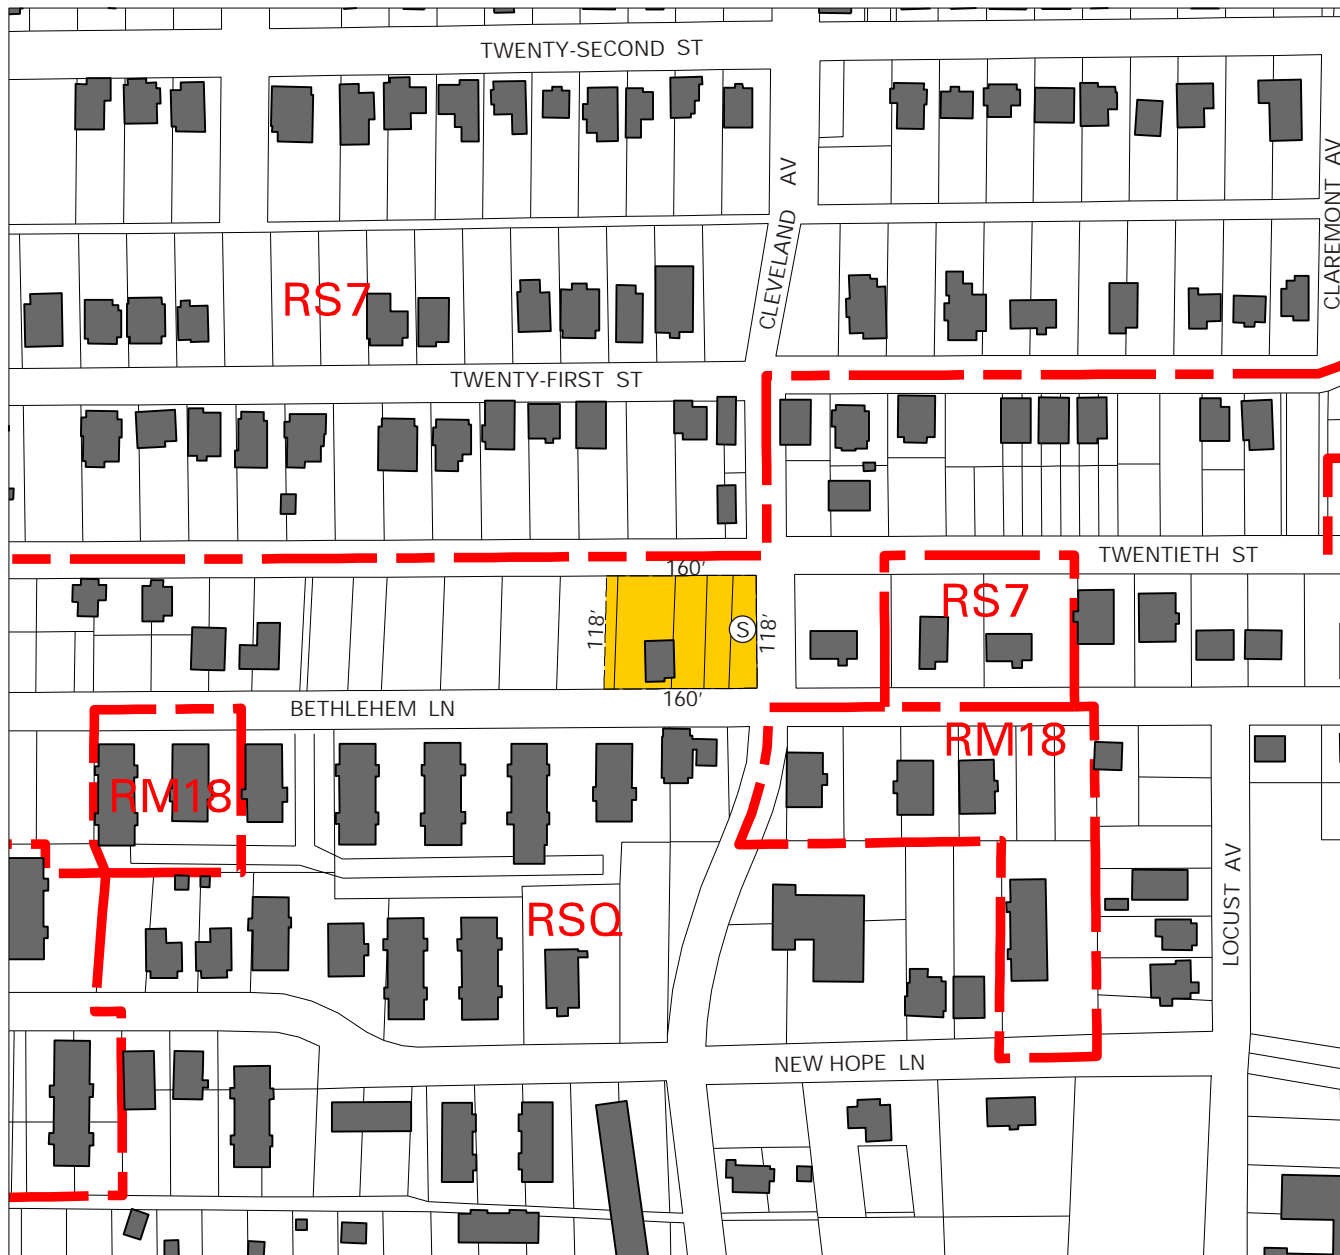 TWENTY-SECOND ST
CLEVELAND AV
CLAREMONT AV
RS7
TWENTY-FIRST ST
TWENTIETH ST
160'
118'
S
118'
RS7
160'
BETHLEHEM LN
RM18
RM18
LOCUST AV
RSQ
NEW HOPE LN